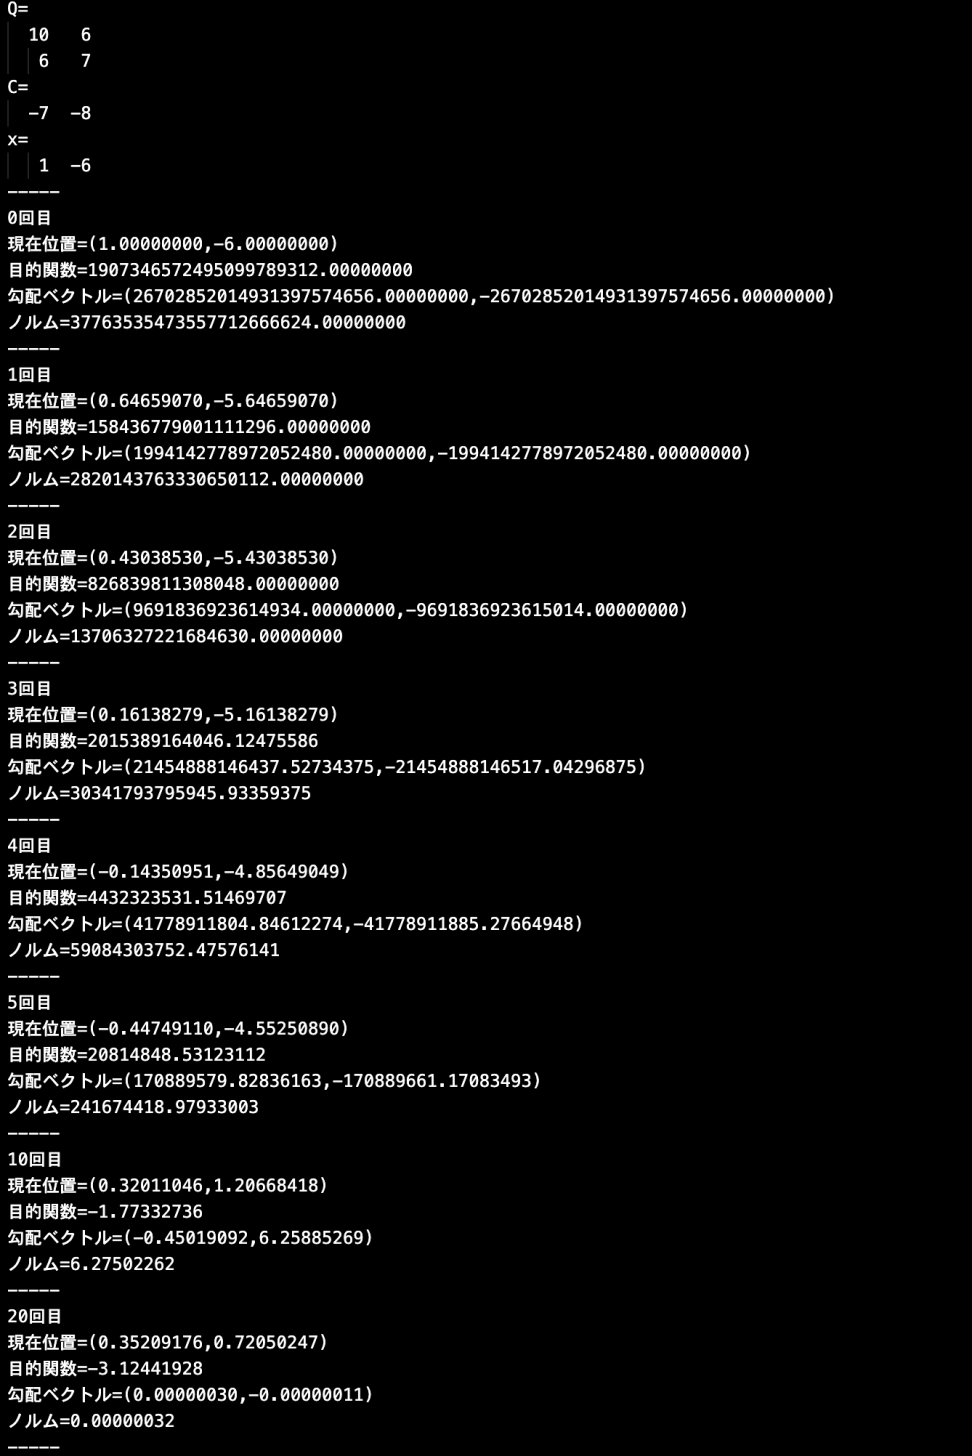 Q=
10 6
6 7
C=
-7 -8
x=
1 -6
-----
0回目
現在位置=(1.00000000,-6.00000000)
目的関数=1907346572495099789312.00000000
勾配ベクトル=(26702852014931397574656.00000000,-26702852014931397574656.00000000)
ノルム=37763535473557712666624.00000000
-----
1回目
現在位置=(0.64659070,-5.64659070)
目的関数=158436779001111296.00000000
勾配ベクトル=(1994142778972052480.00000000,-1994142778972052480.00000000)
ノルム=2820143763330650112.00000000
-----
2回目
現在位置=(0.43038530,-5.43038530)
目的関数=826839811308048.00000000
勾配ベクトル=(9691836923614934.00000000,-9691836923615014.00000000)
ノルム=13706327221684630.00000000
-----
3回目
現在位置=(0.16138279,-5.16138279)
目的関数=2015389164046.12475586
勾配ベクトル=(21454888146437.52734375,-21454888146517.04296875)
ノルム=30341793795945.93359375
-----
4回目
現在位置=(-0.14350951,-4.85649049)
目的関数=4432323531.51469707
勾配ベクトル=(41778911804.84612274,-41778911885.27664948)
ノルム=59084303752.47576141
-----
5回目
現在位置=(-0.44749110,-4.55250890)
目的関数=20814848.53123112
勾配ベクトル=(170889579.82836163,-170889661.17083493)
ノルム=241674418.97933003
-----
10回目
現在位置=(0.32011046,1.20668418)
目的関数=-1.77332736
勾配ベクトル=(-0.45019092,6.25885269)
ノルム=6.27502262
-----
20回目
現在位置=(0.35209176,0.72050247)
目的関数=-3.12441928
勾配ベクトル=(0.00000030,-0.00000011)
ノルム=0.00000032
-----